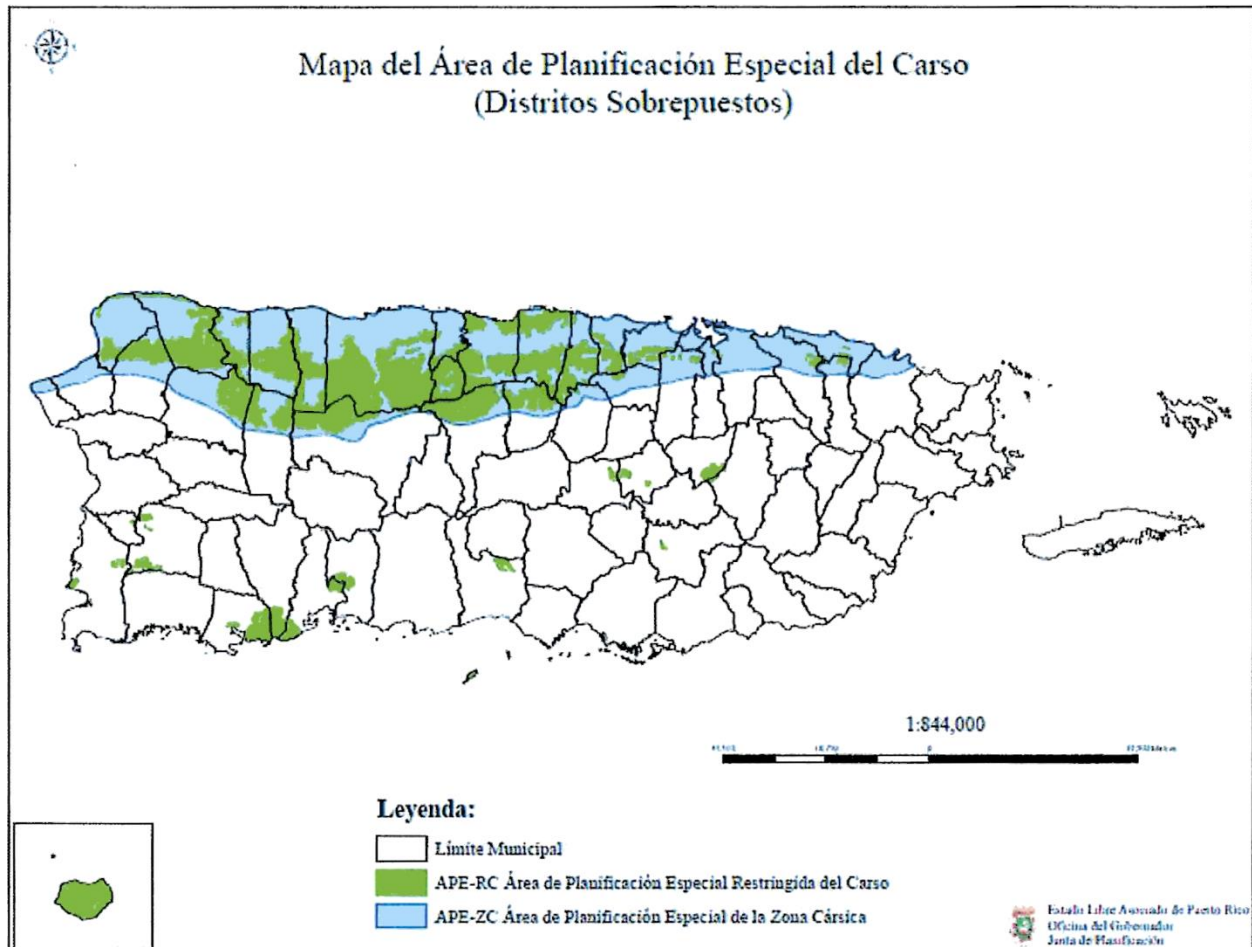 Mapa del Área de Planificación Especial del Carso
(Distritos Sobrepuestos)
1:844,000
0
Leyenda:
Límite Municipal
APE-RC Área de Planificación Especial Restringida del Carso
APE-ZC Área de Planificación Especial de la Zona Cársica
Estado Libre Asociado de Puerto Rico
Oficina del Gobernador
Junta de Planificación